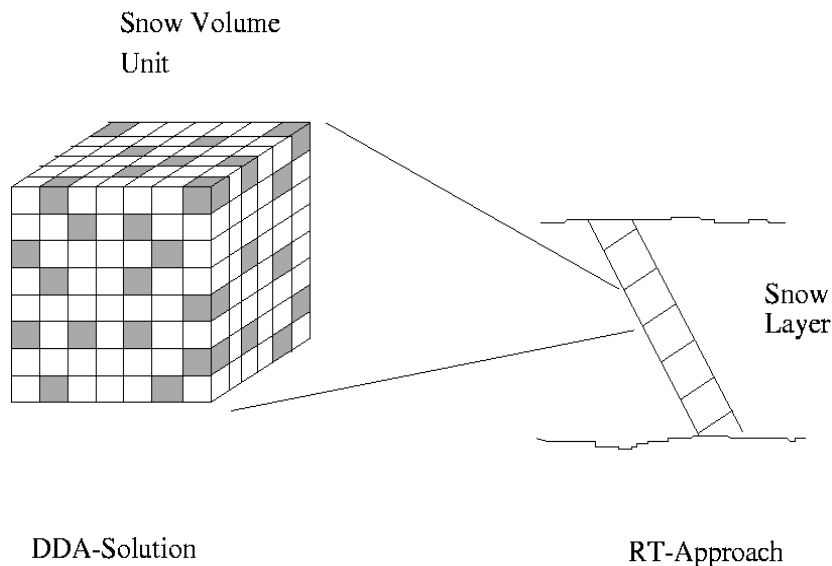 Snow Volume
Unit
Snow
Layer
DDA-Solution
RT-Approach